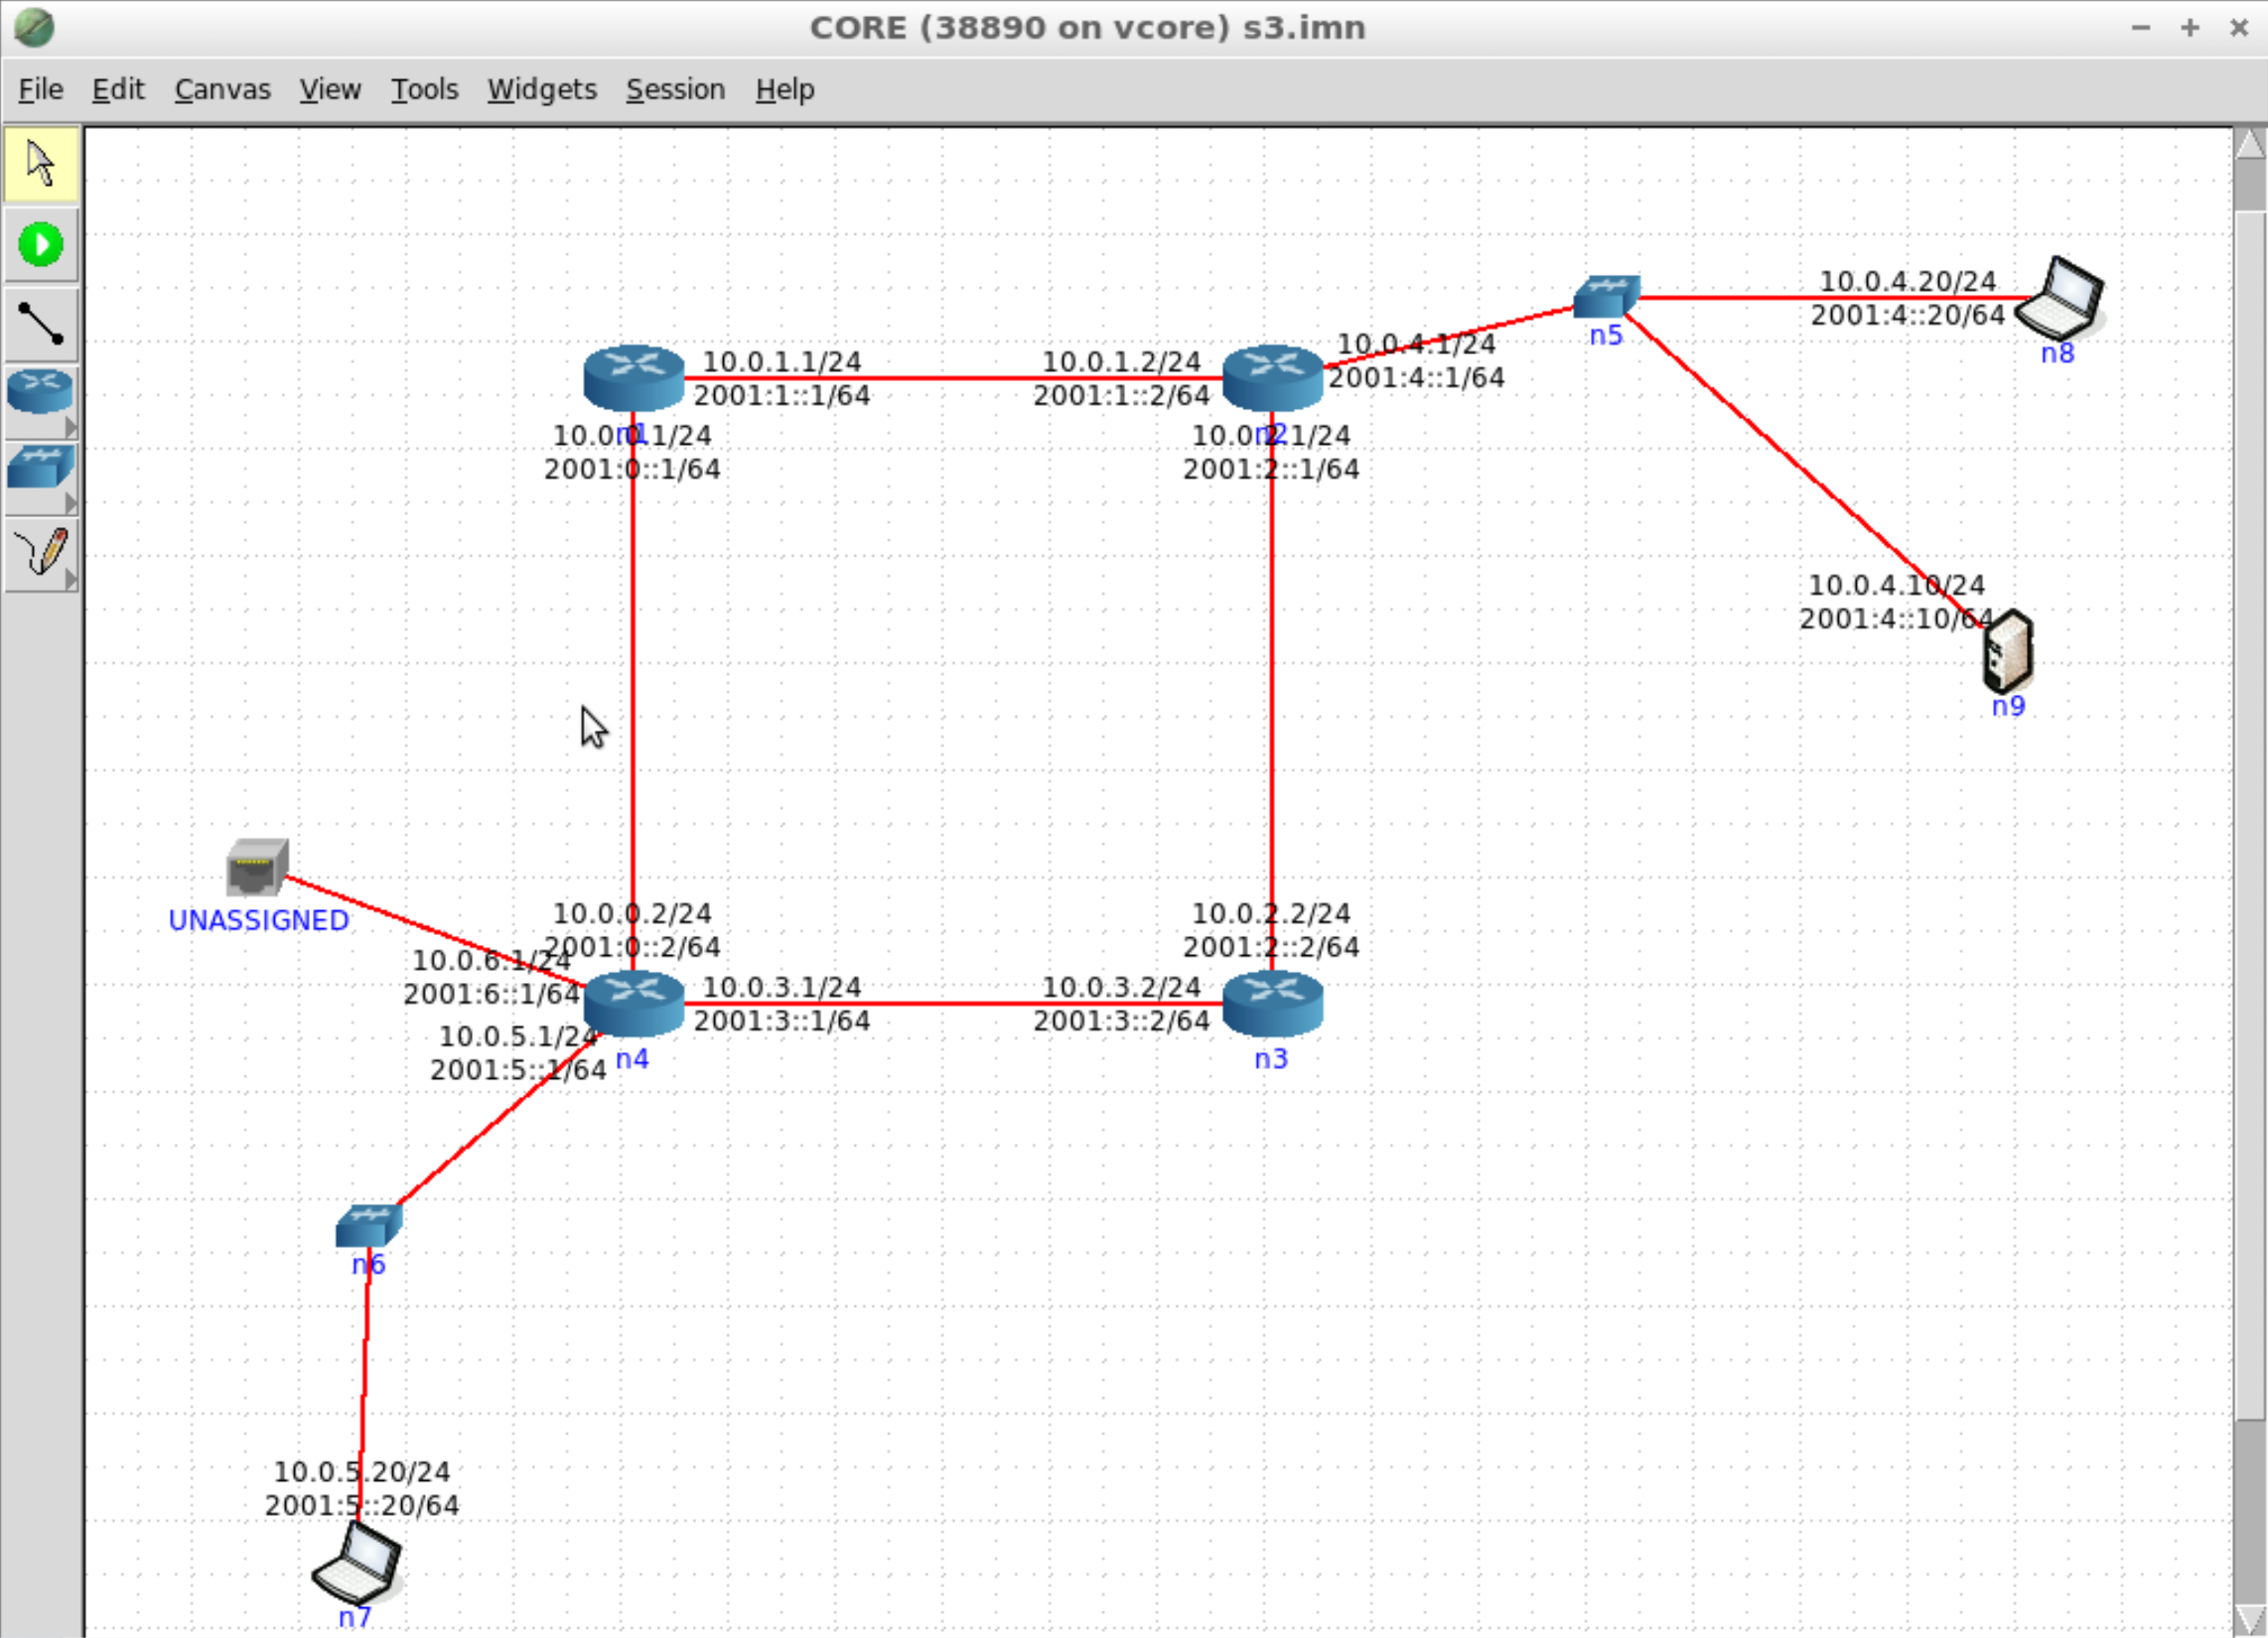 CORE (38890 on vcore) s3.imn
File Edit Canvas View Tools Widgets Session Help
10.0.4.20/24
2001:4::20/64
n8
n5
10.0.4.1/24
2001:4::1/64
10.0.1.1/24
2001:1::1/64
10.0.1.2/24
2001:1::2/64
n1
10.0.0.1/24
2001:0::1/64
n2
10.0.2.1/24
2001:2::1/64
10.0.4.10/24
2001:4::10/64
n9
UNASSIGNED
10.0.0.2/24
2001:0::2/64
10.0.2.2/24
2001:2::2/64
10.0.6.1/24
2001:6::1/64
10.0.3.1/24
2001:3::1/64
10.0.3.2/24
2001:3::2/64
10.0.5.1/24
2001:5::1/64
n4
n3
n6
10.0.5.20/24
2001:5::20/64
n7